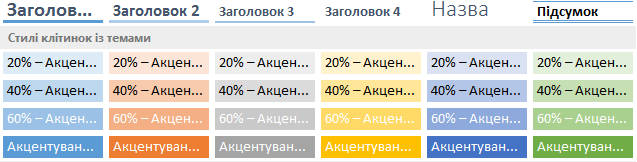 Заголов... Заголовок 2 Заголовок 3 Заголовок 4 Назва Підсумок
Стилі клітинок із темами
20% – Акцен... 20% – Акцен... 20% – Акцен... 20% – Акцен... 20% – Акцен... 20% – Акцен...
40% – Акцен... 40% – Акцен... 40% – Акцен... 40% – Акцен... 40% – Акцен... 40% – Акцен...
60% – Акцен... 60% – Акцен... 60% – Акцен... 60% – Акцен... 60% – Акцен... 60% – Акцен...
Акцентуван... Акцентуван... Акцентуван... Акцентуван... Акцентуван... Акцентуван...